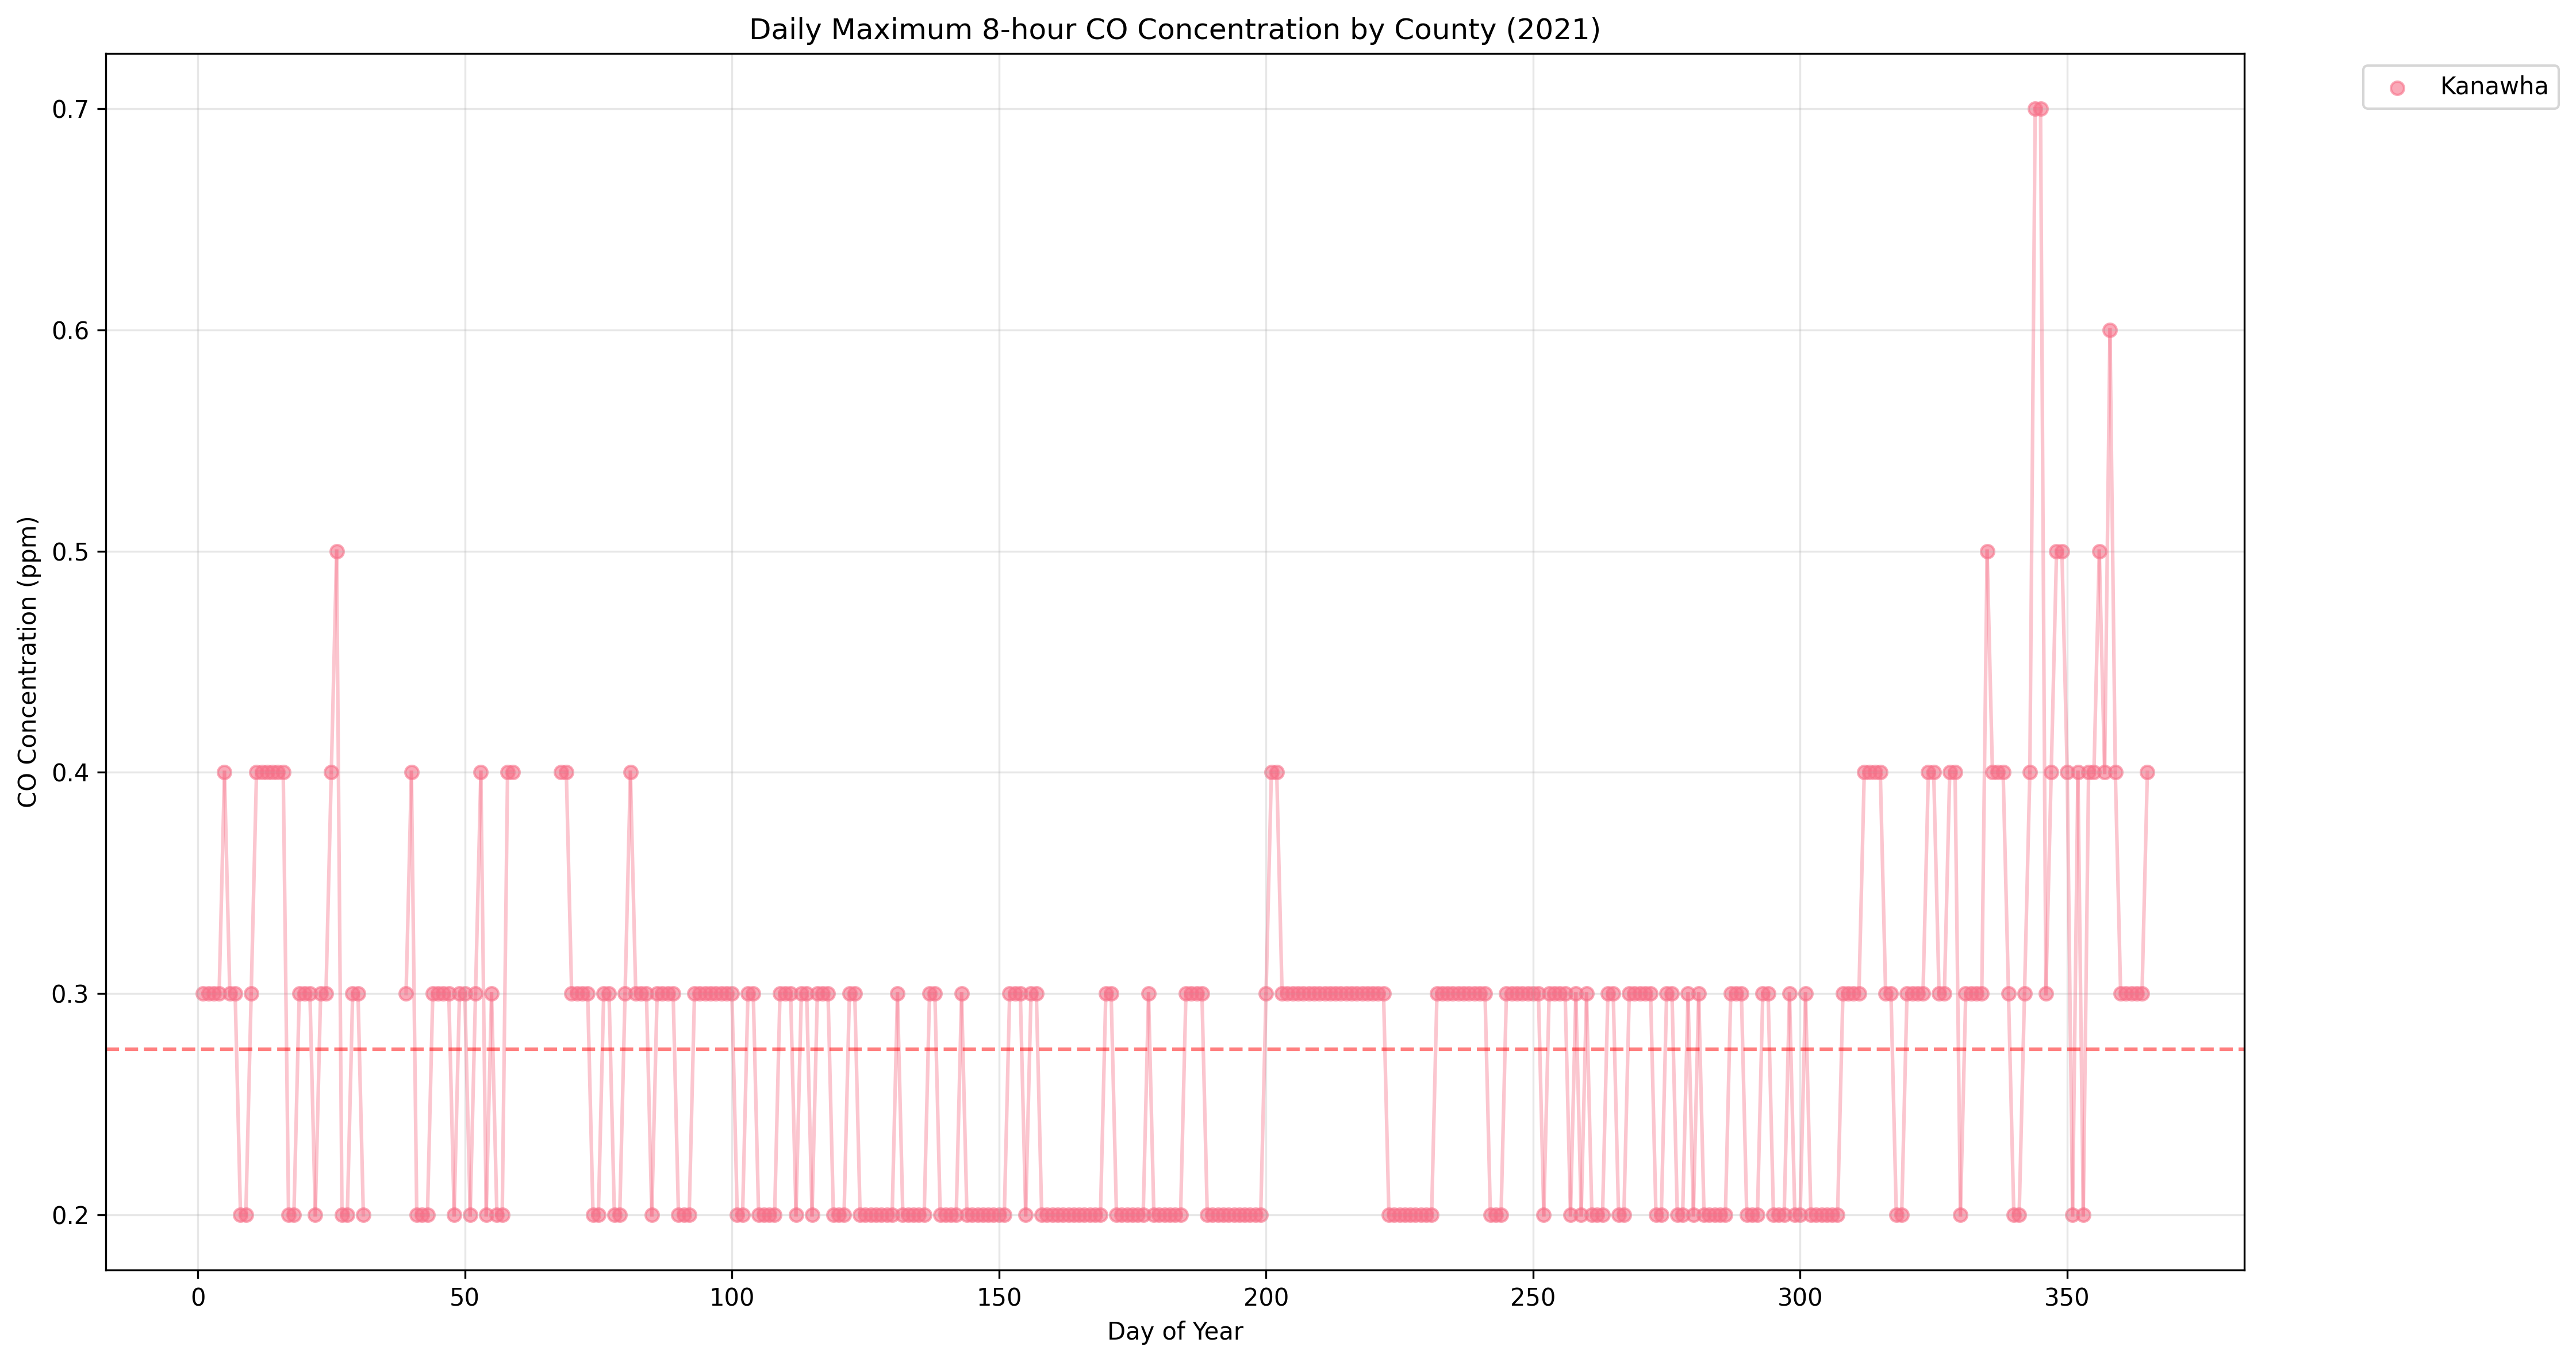 Daily Maximum 8-hour CO Concentration by County (2021)
Kanawha
CO Concentration (ppm)
0.7
0.6
0.5
0.4
0.3
0.2
0 50 100 150 200 250 300 350
Day of Year